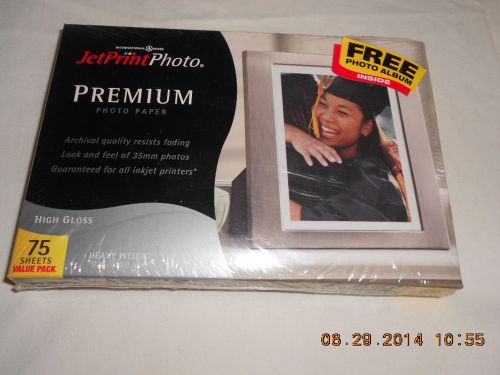 INTERNATIONAL PAPER
JetPrintPhoto®
PREMIUM
PHOTO PAPER
Archival quality resists fading
Look and feel of 35mm photos
Guaranteed for all inkjet printers*
HIGH GLOSS
75
SHEETS
VALUE PACK
HEAVY WEIGHT
FREE
PHOTO ALBUM
INSIDE
08.29.2014 10:55